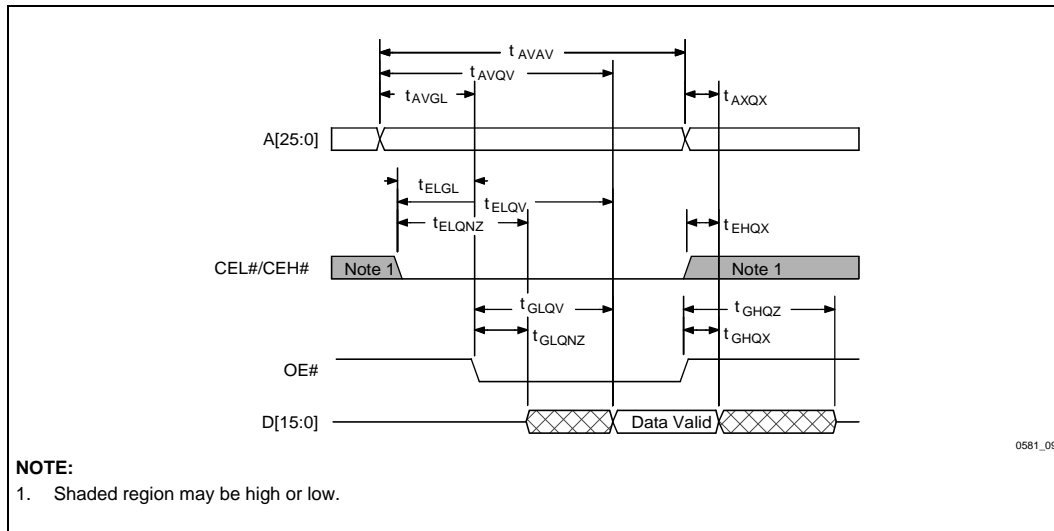 t AVAV
t AVQV
t AVGL
t AXQX
A[25:0]
t ELGL
t ELQV
t ELQNZ
t EHQX
CEL#/CEH#
Note 1
Note 1
t GLQV
t GHQZ
t GLQNZ
t GHQX
OE#
D[15:0]
Data Valid
0581_09
NOTE:
1. Shaded region may be high or low.